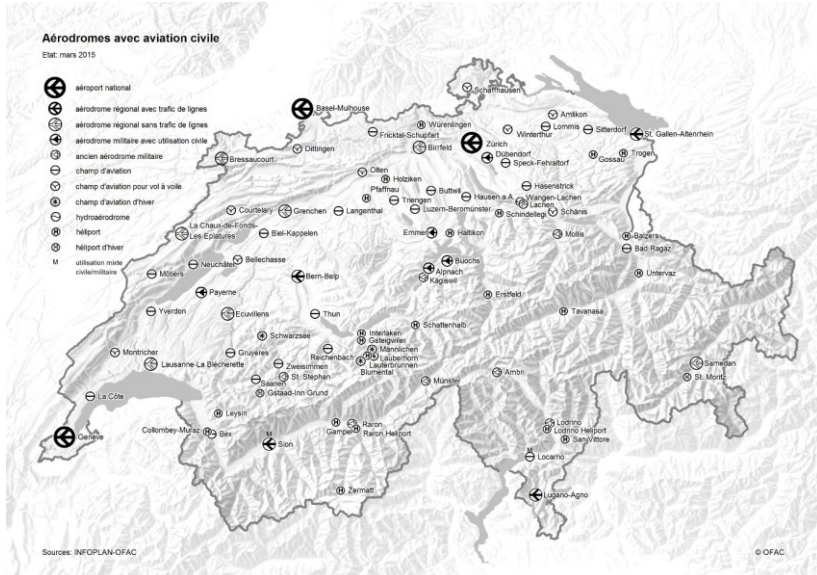 Aérodromes avec aviation civile
Etat: mars 2015
aéroport national
aérodrome régional avec trafic de lignes
aérodrome régional sans trafic de lignes
aérodrome militaire avec utilisation civile
ancien aérodrome militaire
champ d'aviation
champ d'aviation pour vol à voile
champ d'aviation d'hiver
hydroaérodrome
héliport
héliport d'hiver
M utilisation mixte
civile/militaire
Schaffhausen
Basel-Mulhouse
Würenlingen
Amlikon
Fricktal-Schupfart
Winterthur
Lommis
Sitterdorf
St. Gallen-Altenrhein
Zürich
Dittingen
Birrfeld
Dübendorf
Speck-Fehraltorf
Gossau
Trogen
Bressaucourt
Olten
Holziken
Pfaffnau
Buttwil
Hausen a A.
Hasenstrick
Wangen-Lachen
Lachen
Triengen
Courtelary
Grenchen
Langenthal
Luzern-Beromünster
Schindellegi
Schänis
La Chaux-de-Fonds-
Les Eplatures
Biel-Kappelen
Emmen
Haltikon
Mollis
Balzers
Bad Ragaz
Môtiers
Neuchâtel
Bellechasse
Bern-Belp
Buochs
Alpnach
Kägiswil
Untervaz
Payerne
Erstfeld
Yverdon
Ecuvillens
Thun
Tavanasa
Schattenhalb
Schwarzsee
Interlaken
Gsteigwiler
Männlichen
Lauberhorn
Lauterbrunnen
Blumental
Montricher
Lausanne-La Blécherette
Gruyères
Reichenbach
Zweisimmen
St. Stephan
Saanen
Gstaad-Inn Grund
Münster
Ambri
Samedan
St. Moritz
La Côte
Leysin
Collombey-Muraz
Bex
Gampel
Raron
Raron Heliport
Lodrino
Lodrino Heliport
San Vittore
Genève
M
Sion
M
Locarno
Zermatt
Lugano-Agno
Sources: INFOPLAN-OFAC
© OFAC